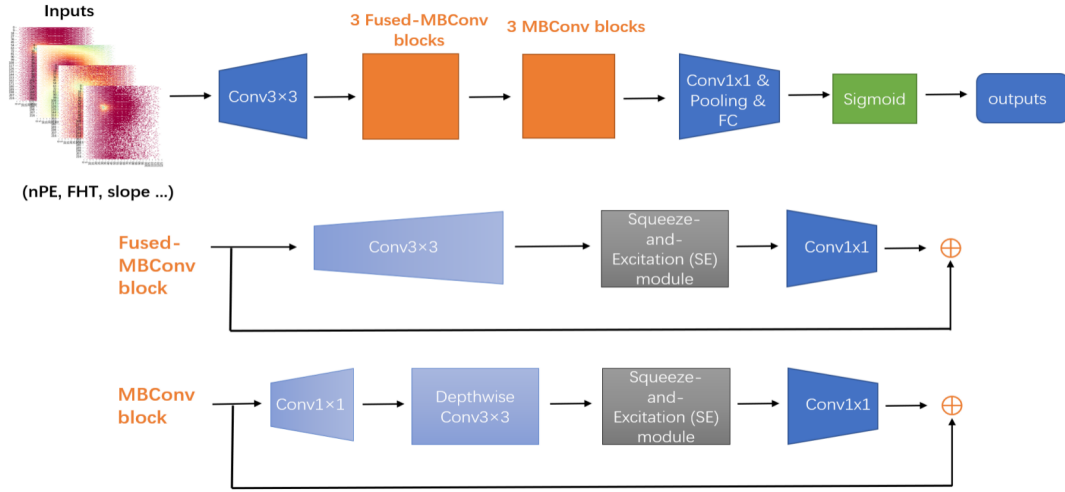 Inputs
3 Fused-MBConv
blocks
3 MBConv blocks
Conv3×3
Conv1x1 &
Pooling &
FC
Sigmoid
outputs
(nPE, FHT, slope ...)
Fused-
MBConv
block
Conv3×3
Squeeze-
and-
Excitation (SE)
module
Conv1x1
MBConv
block
Conv1×1
Depthwise
Conv3×3
Squeeze-
and-
Excitation (SE)
module
Conv1x1